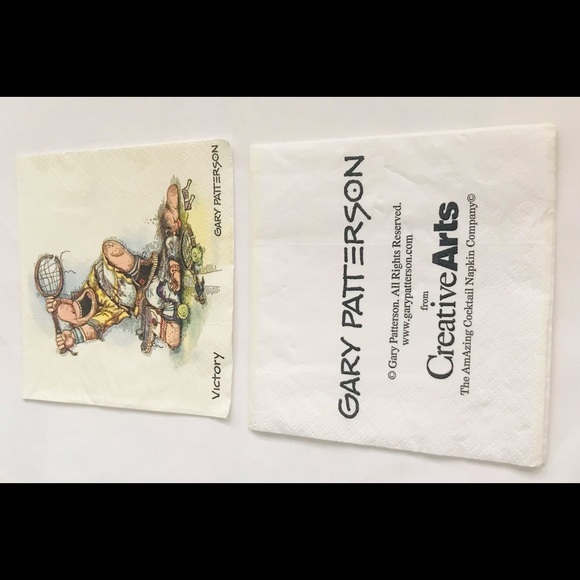 Victory
GARY PATTERSON
GARY PATTERSON
© Gary Patterson. All Rights Reserved.
www.garypatterson.com
from
CreativeArts
The AmAzing Cocktail Napkin Company©